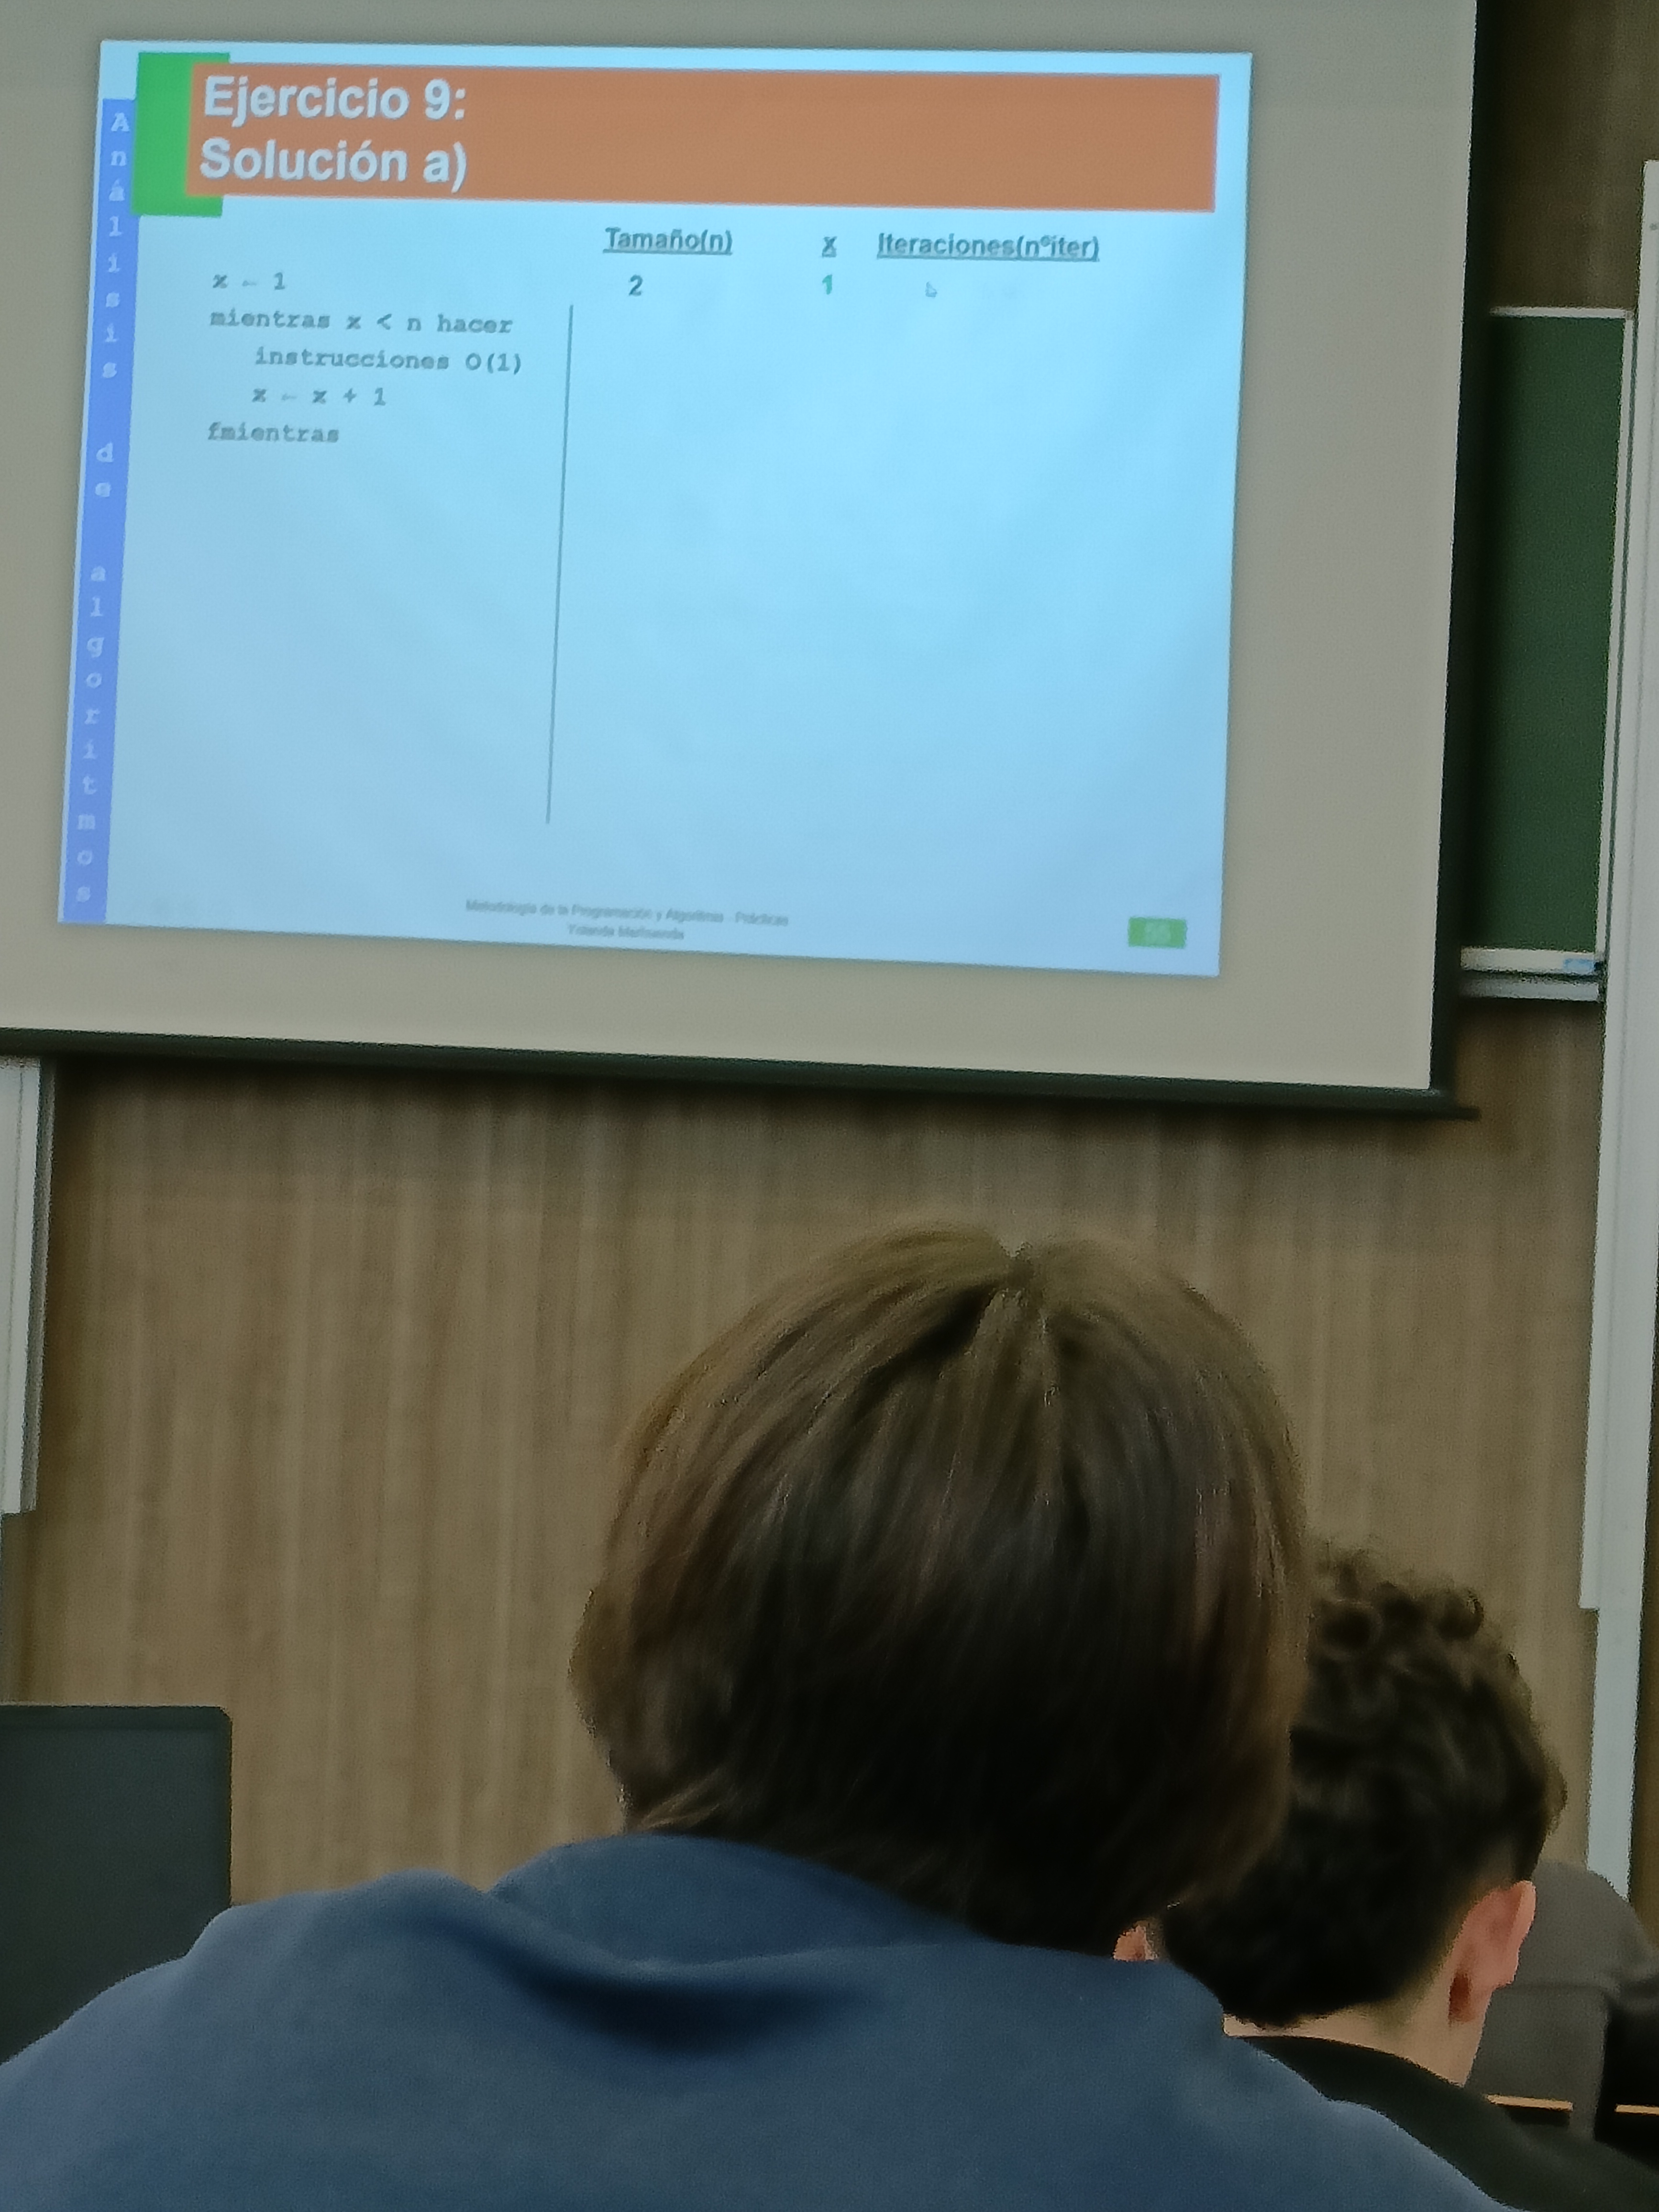 Ejercicio 9:
Solución a)
Análisis de algoritmos
Tamaño(n) x Iteraciones(nºiter)
2 1
x ← 1
mientras x < n hacer
instrucciones O(1)
x ← x + 1
fmientras
Metodología de la Programación y Algoritmia - Prácticas
Yolanda Marhuenda
55